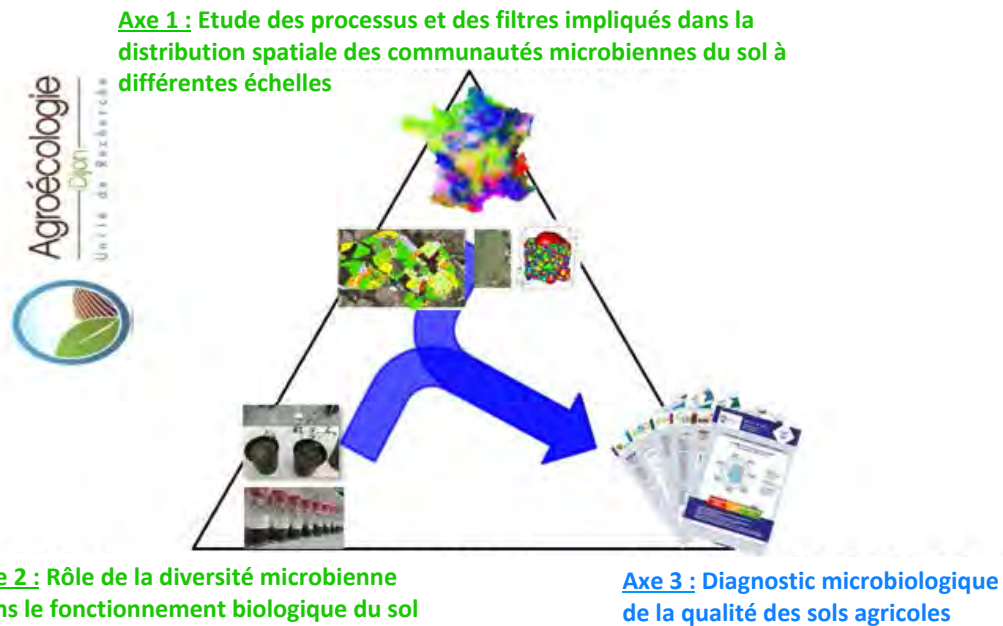 Axe 1 : Etude des processus et des filtres impliqués dans la
distribution spatiale des communautés microbiennes du sol à
différentes échelles
Agroécologie
Dijon
Unité de Recherche
e 2 : Rôle de la diversité microbienne
ns le fonctionnement biologique du sol
Axe 3 : Diagnostic microbiologique
de la qualité des sols agricoles